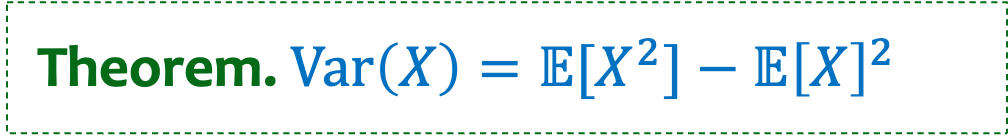 Theorem. Var(𝑋) = 𝔼[𝑋²] − 𝔼[𝑋]²